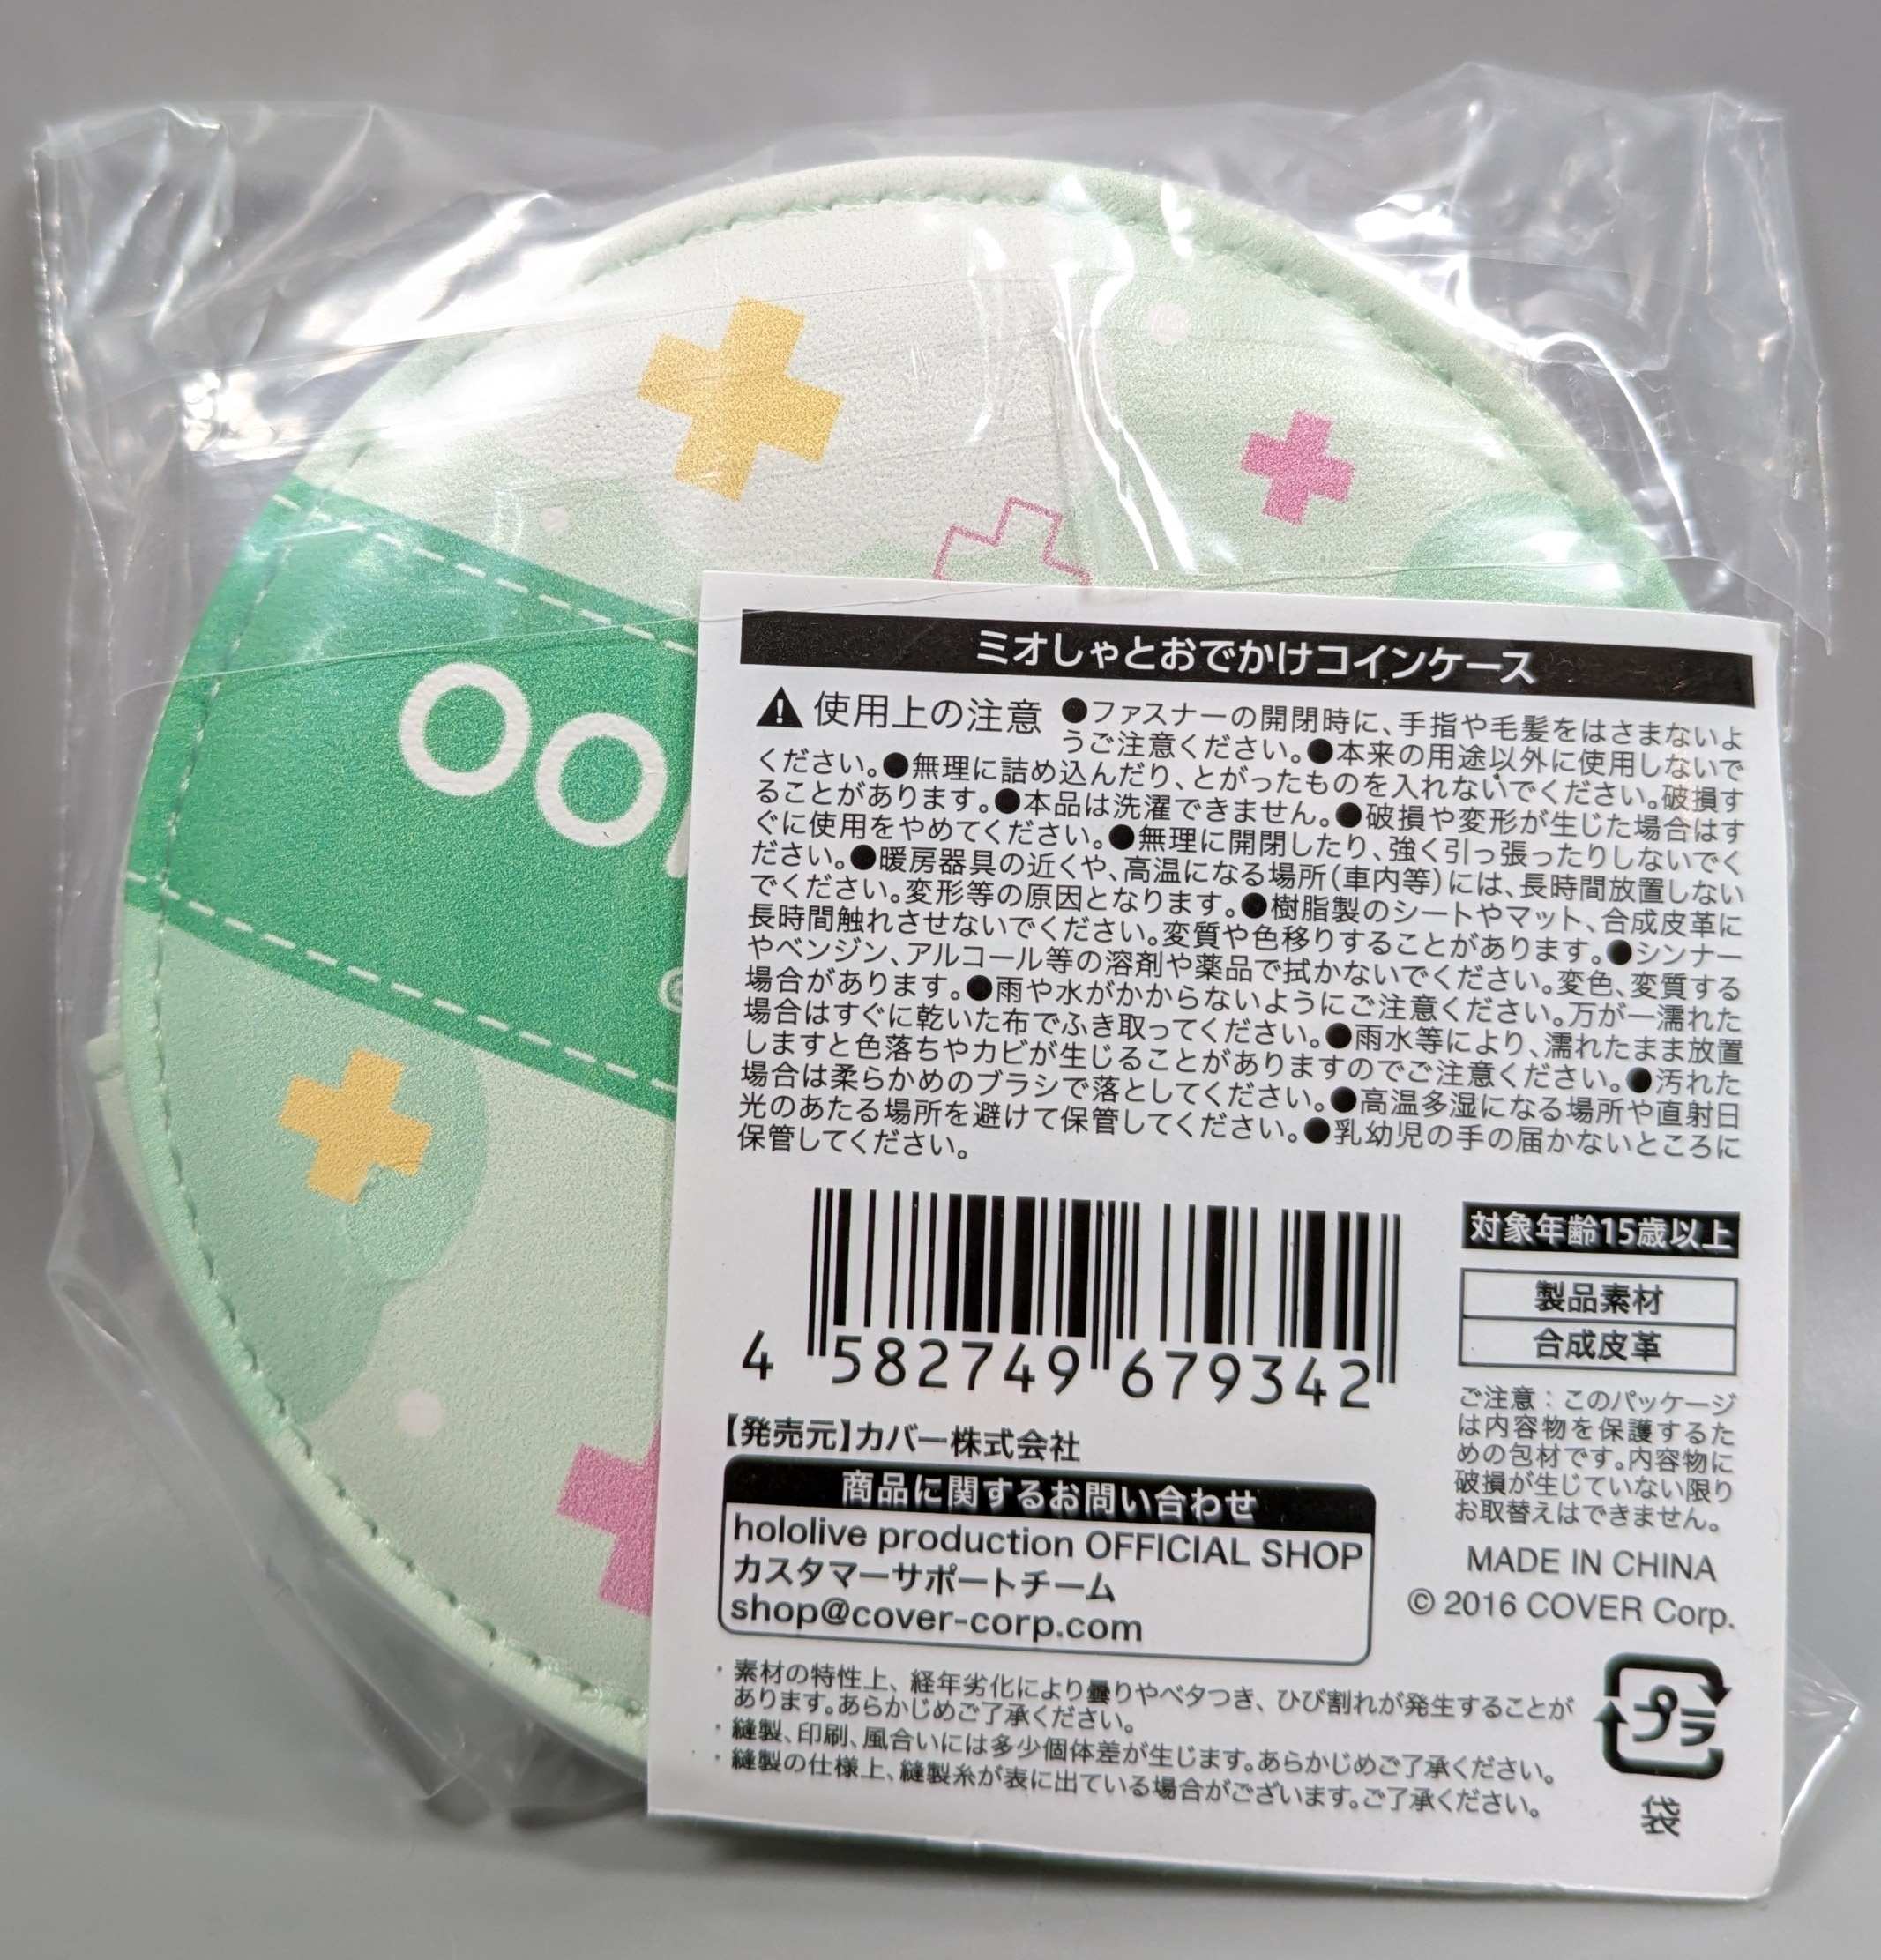 OO
ミオしゃとおでかけコインケース
使用上の注意 ●ファスナーの開閉時に、手指や毛髪をはさまないよ
うご注意ください。●本来の用途以外に使用しないで
ください。●無理に詰め込んだり、とがったものを入れないでください。破損す
ることがあります。●本品は洗濯できません。●破損や変形が生じた場合はす
ぐに使用をやめてください。●無理に開閉したり、強く引っ張ったりしないでく
ださい。●暖房器具の近くや、高温になる場所(車内等)には、長時間放置しない
でください。変形等の原因となります。●樹脂製のシートやマット、合成皮革に
長時間触れさせないでください。変質や色移りすることがあります。●シンナー
やベンジン、アルコール等の溶剤や薬品で拭かないでください。変色、変質する
場合があります。●雨や水がかからないようにご注意ください。万が一濡れた
場合はすぐに乾いた布でふき取ってください。●雨水等により、濡れたまま放置
しますと色落ちやカビが生じることがありますのでご注意ください。●汚れた
場合は柔らかめのブラシで落としてください。●高温多湿になる場所や直射日
光のあたる場所を避けて保管してください。●乳幼児の手の届かないところに
保管してください。
4 582749 679342
対象年齢15歳以上
製品素材
合成皮革
ご注意：このパッケージ
は内容物を保護するた
めの包材です。内容物に
破損が生じていない限り
お取替えはできません。
MADE IN CHINA
© 2016 COVER Corp.
【発売元】カバー株式会社
商品に関するお問い合わせ
hololive production OFFICIAL SHOP
カスタマーサポートチーム
shop@cover-corp.com
・素材の特性上、経年劣化により曇りやベタつき、ひび割れが発生することが
あります。あらかじめご了承ください。
・縫製、印刷、風合いには多少個体差が生じます。あらかじめご了承ください。
・縫製の仕様上、縫製糸が表に出ている場合がございます。ご了承ください。
プラ
袋